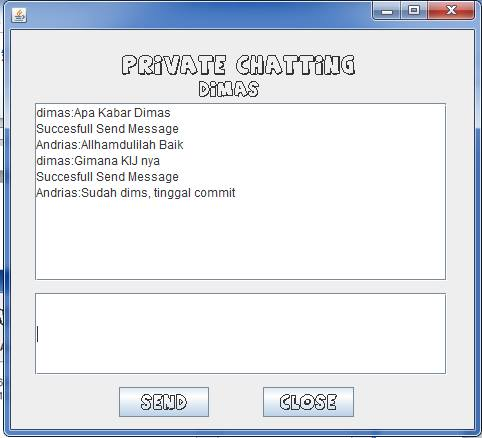 PRIVATE CHATTING
DIMAS
dimas:Apa Kabar Dimas
Succesfull Send Message
Andrias:Allhamdulilah Baik
dimas:Gimana KIJ nya
Succesfull Send Message
Andrias:Sudah dims, tinggal commit
SEND
CLOSE